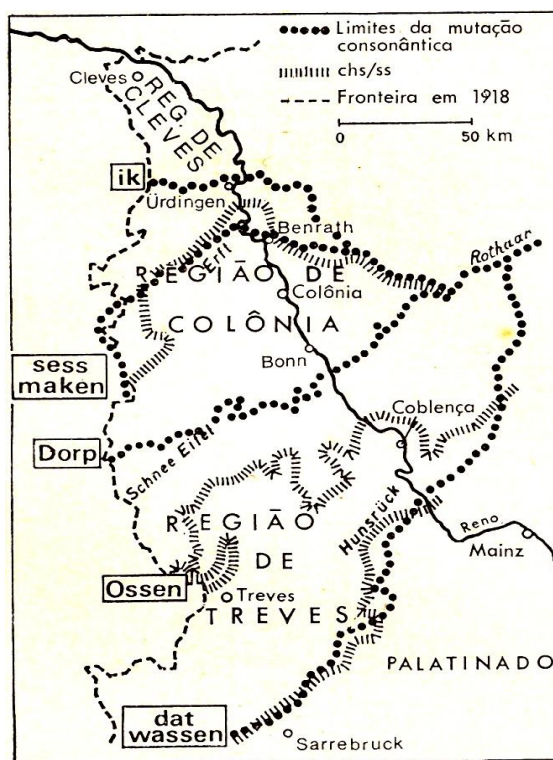 Limites da mutação
consonântica
chs/ss
Fronteira em 1918
0 50 km
Cleves
REG. DE
CLEVES
ik
Ürdingen
Benrath
Rothaar
Erft
REGIÃO DE
Colônia
COLÔNIA
sess
maken
Bonn
Coblença
Dorp
Schnee Eifel
Hunsrück
REGIÃO
Reno
Mainz
DE
Ossen
Treves
TREVES
PALATINADO
dat
wassen
Sarrebruck